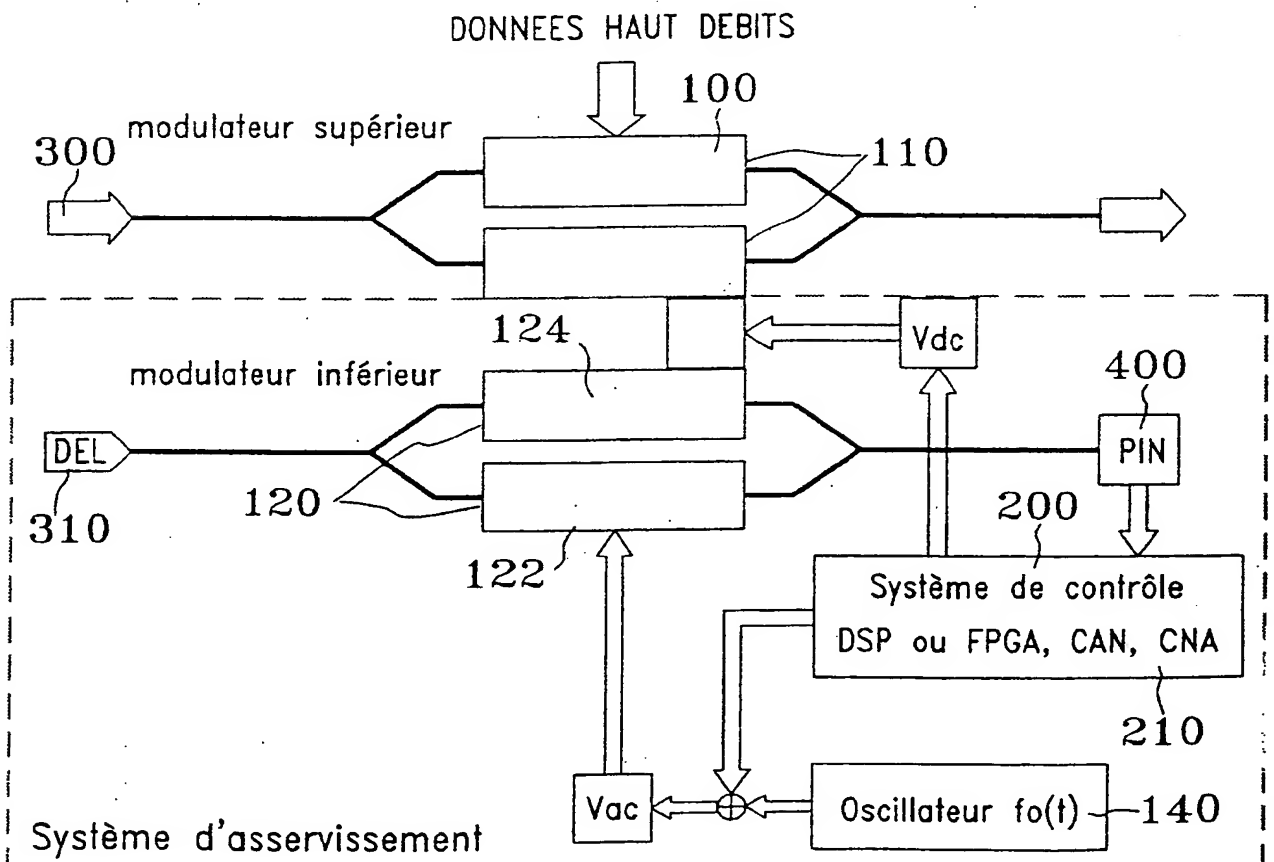 DONNEES HAUT DEBITS
100
modulateur supérieur
300
110
124
Vdc
modulateur inférieur
400
DEL
PIN
120
200
310
122
Système de contrôle
DSP ou FPGA, CAN, CNA
210
Vac
Oscillateur fo(t)
140
Système d'asservissement